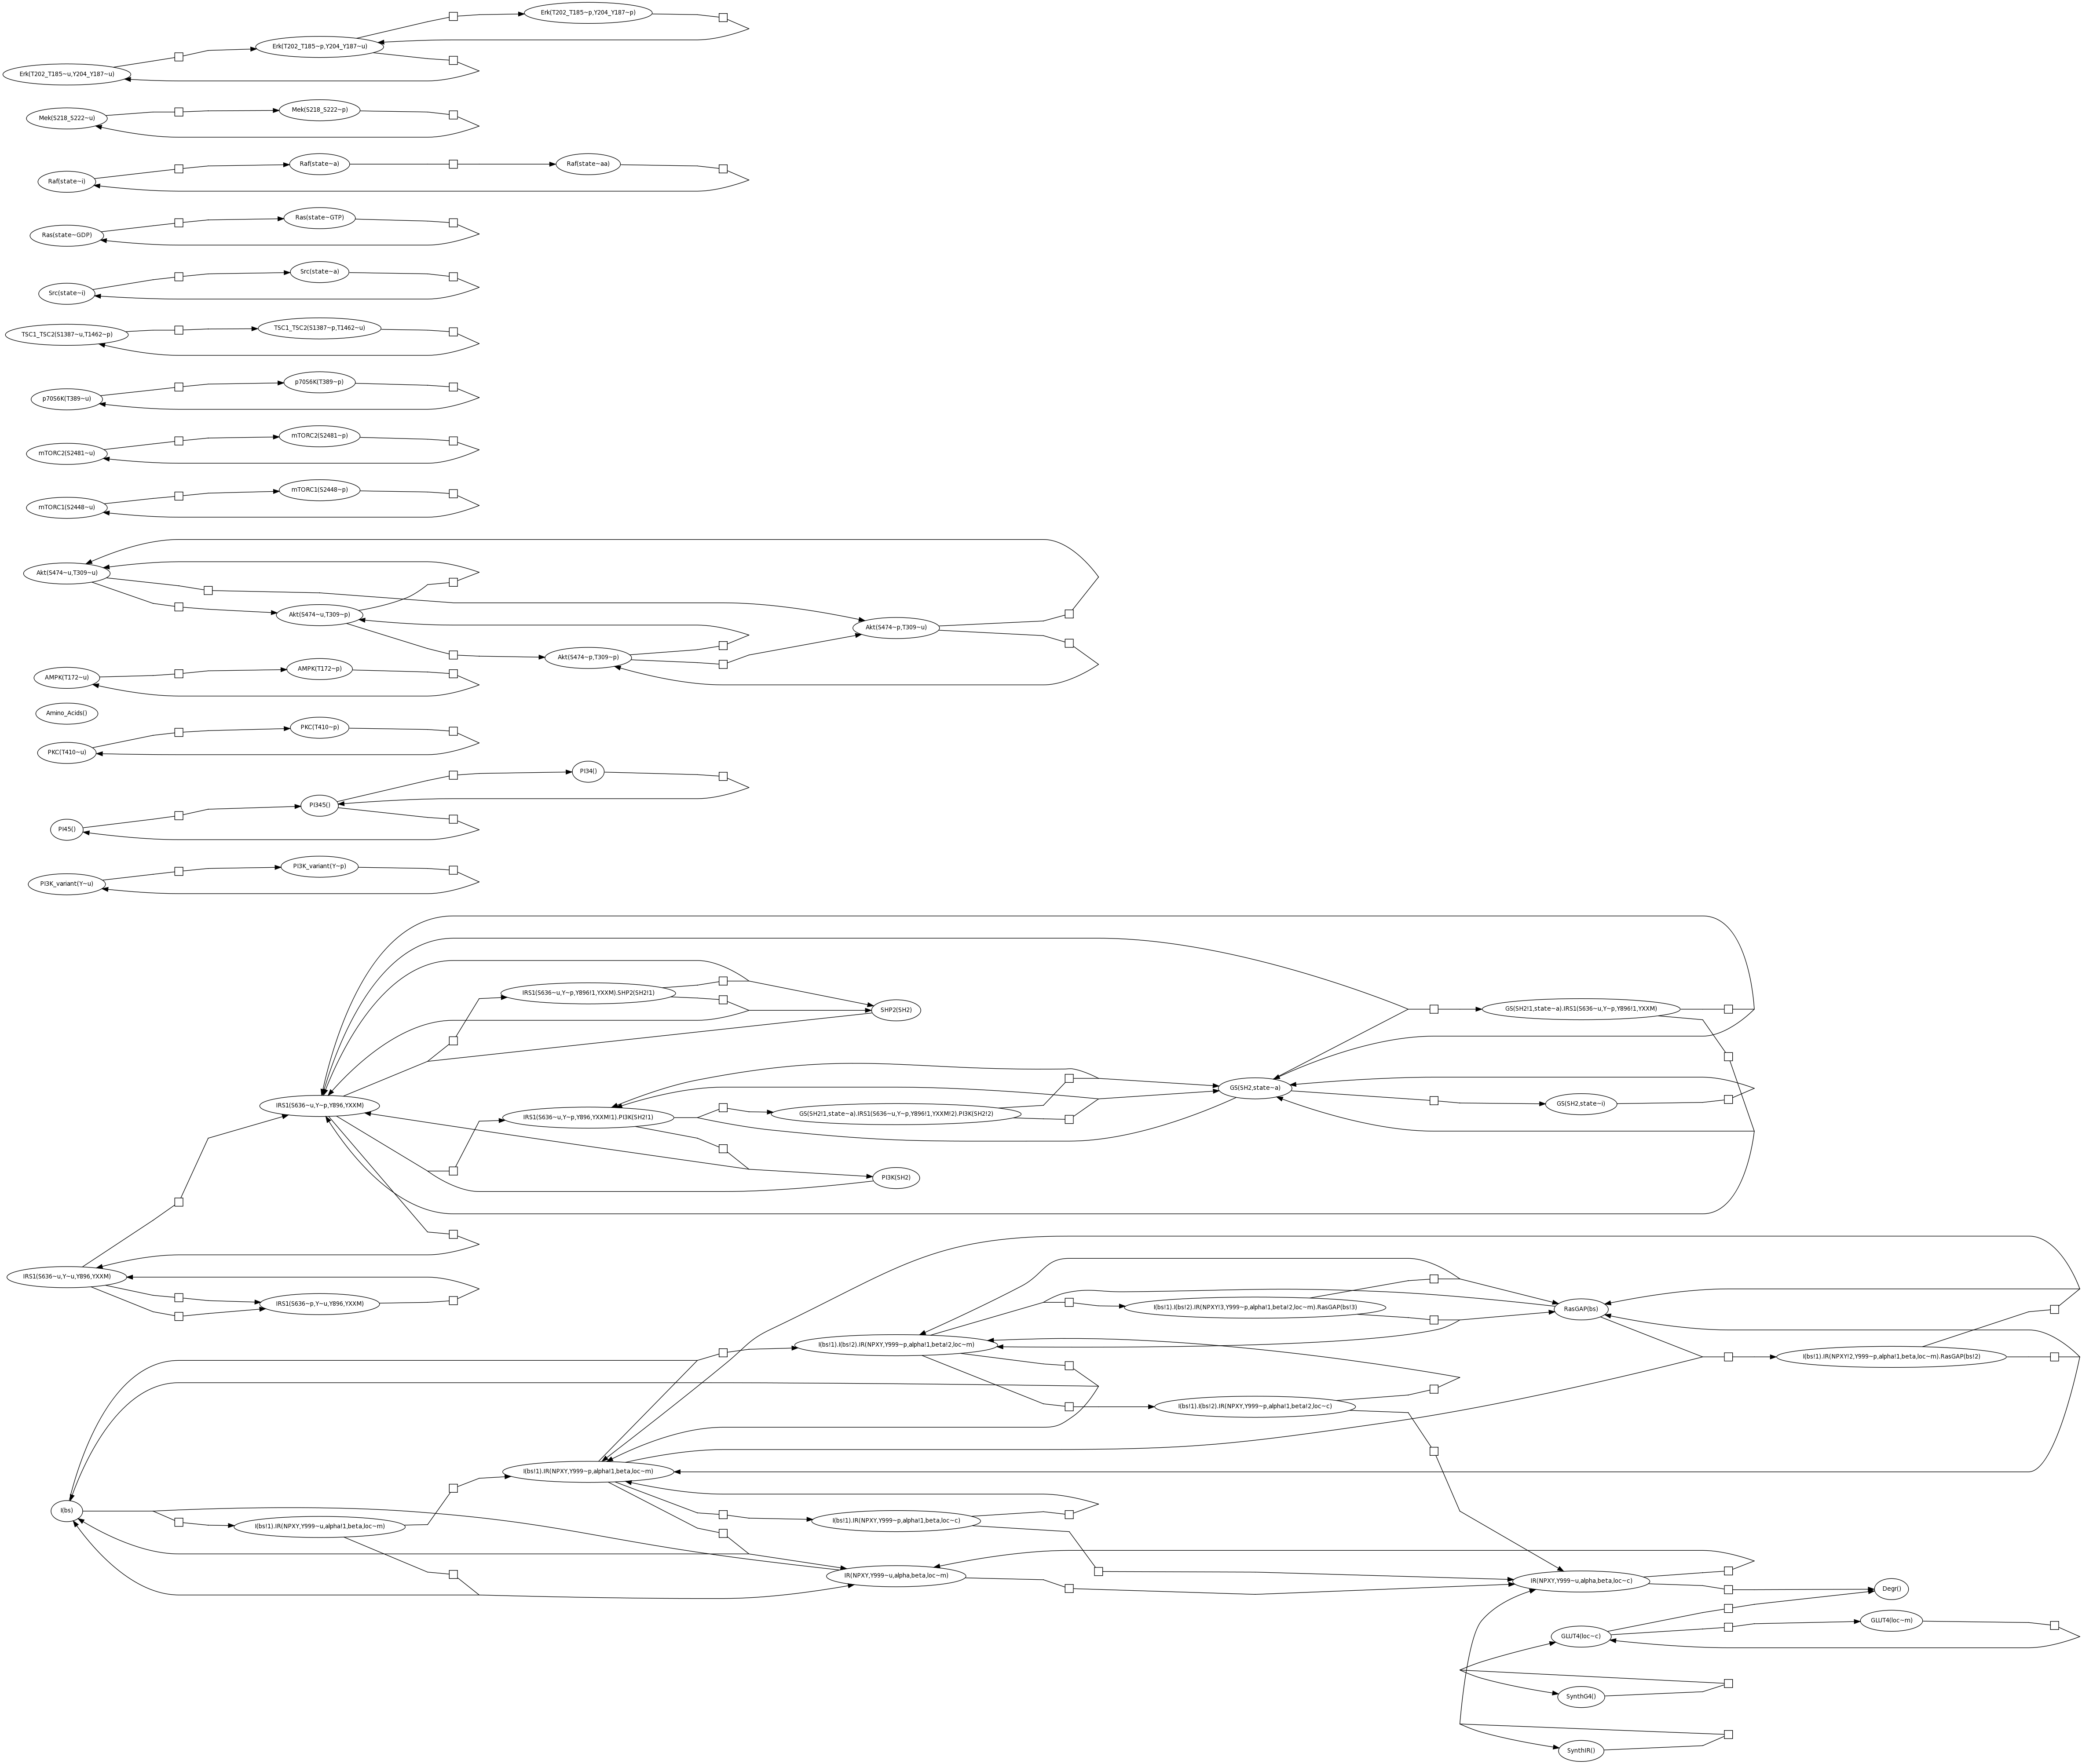 Erk(T202_T185~p,Y204_Y187~p)
Erk(T202_T185~p,Y204_Y187~u)
Erk(T202_T185~u,Y204_Y187~u)
Mek(S218_S222~p)
Mek(S218_S222~u)
Raf(state~a)
Raf(state~aa)
Raf(state~i)
Ras(state~GTP)
Ras(state~GDP)
Src(state~a)
Src(state~i)
TSC1_TSC2(S1387~p,T1462~u)
TSC1_TSC2(S1387~u,T1462~p)
p70S6K(T389~p)
p70S6K(T389~u)
mTORC2(S2481~p)
mTORC2(S2481~u)
mTORC1(S2448~p)
mTORC1(S2448~u)
Akt(S474~u,T309~u)
Akt(S474~u,T309~p)
Akt(S474~p,T309~u)
Akt(S474~p,T309~p)
AMPK(T172~p)
AMPK(T172~u)
Amino_Acids()
PKC(T410~p)
PKC(T410~u)
PI34()
PI345()
PI45()
PI3K_variant(Y~p)
PI3K_variant(Y~u)
IRS1(S636~u,Y~p,Y896!1,YXXM).SHP2(SH2!1)
SHP2(SH2)
GS(SH2!1,state~a).IRS1(S636~u,Y~p,Y896!1,YXXM)
GS(SH2,state~a)
IRS1(S636~u,Y~p,Y896,YXXM)
GS(SH2,state~i)
GS(SH2!1,state~a).IRS1(S636~u,Y~p,Y896!1,YXXM!2).PI3K(SH2!2)
IRS1(S636~u,Y~p,Y896,YXXM!1).PI3K(SH2!1)
PI3K(SH2)
IRS1(S636~u,Y~u,Y896,YXXM)
IRS1(S636~p,Y~u,Y896,YXXM)
I(bs!1).I(bs!2).IR(NPXY!3,Y999~p,alpha!1,beta!2,loc~m).RasGAP(bs!3)
RasGAP(bs)
I(bs!1).I(bs!2).IR(NPXY,Y999~p,alpha!1,beta!2,loc~m)
I(bs!1).IR(NPXY!2,Y999~p,alpha!1,beta,loc~m).RasGAP(bs!2)
I(bs!1).I(bs!2).IR(NPXY,Y999~p,alpha!1,beta!2,loc~c)
I(bs!1).IR(NPXY,Y999~p,alpha!1,beta,loc~m)
I(bs)
I(bs!1).IR(NPXY,Y999~u,alpha!1,beta,loc~m)
I(bs!1).IR(NPXY,Y999~p,alpha!1,beta,loc~c)
IR(NPXY,Y999~u,alpha,beta,loc~m)
IR(NPXY,Y999~u,alpha,beta,loc~c)
Degr()
GLUT4(loc~m)
GLUT4(loc~c)
SynthG4()
SynthIR()